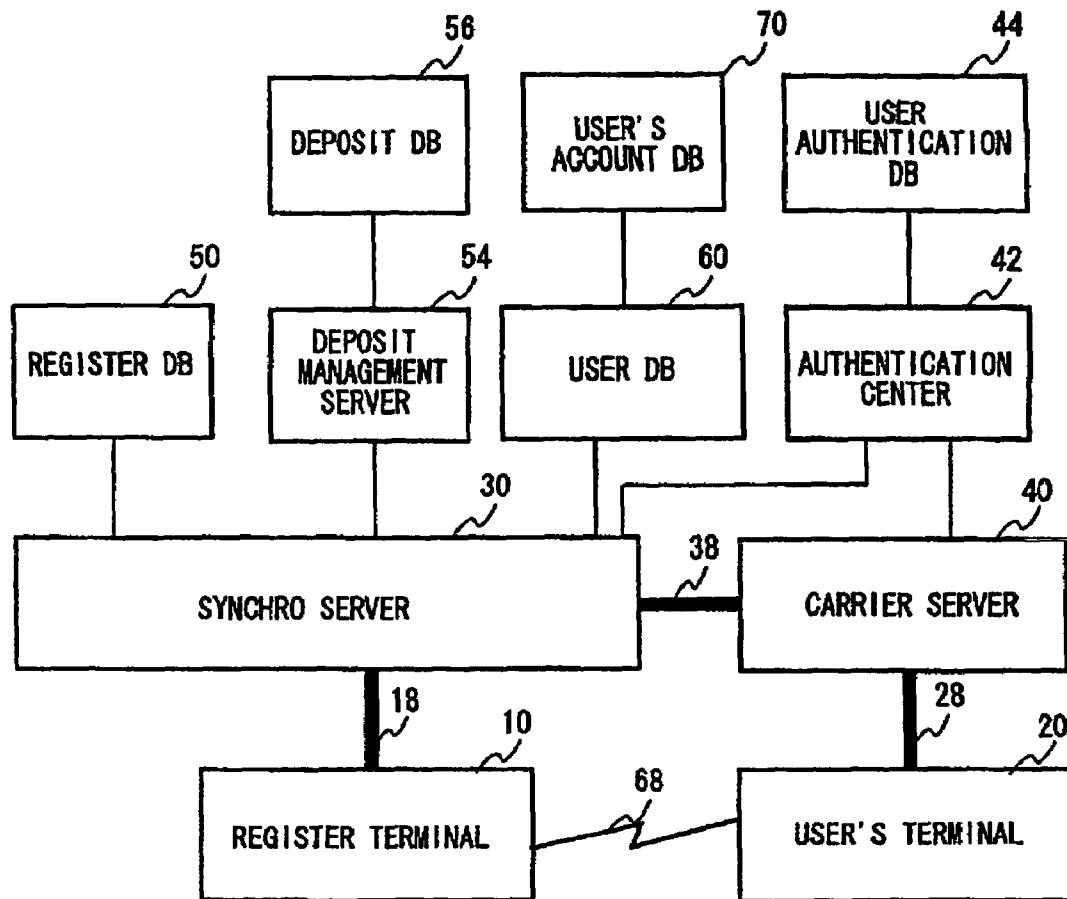 56
70
44
DEPOSIT DB
USER'S
ACCOUNT DB
USER
AUTHENTICATION
DB
50
54
60
42
REGISTER DB
DEPOSIT
MANAGEMENT
SERVER
USER DB
AUTHENTICATION
CENTER
30
40
SYNCHRO SERVER
38
CARRIER SERVER
18
28
10
20
REGISTER TERMINAL
68
USER'S TERMINAL